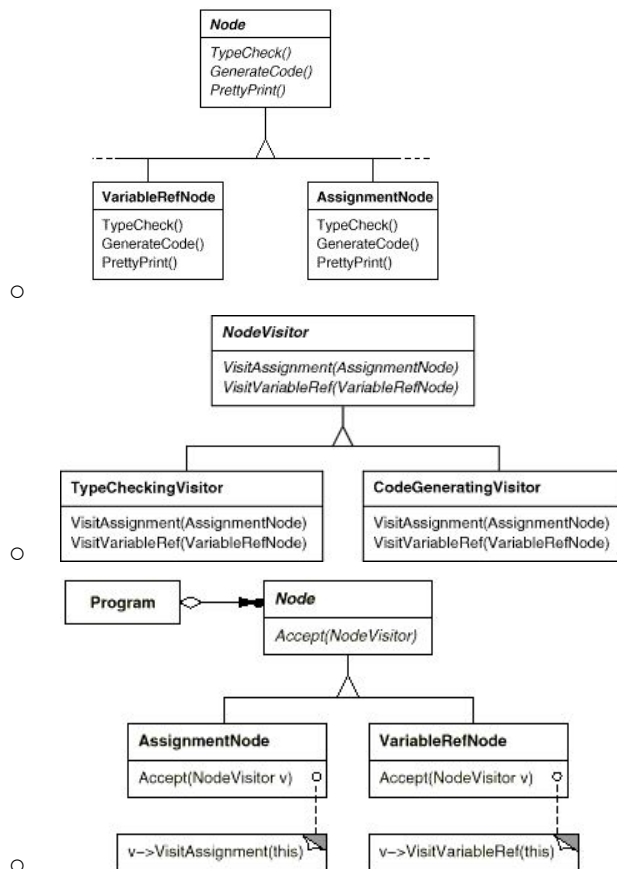 Node
TypeCheck()
GenerateCode()
PrettyPrint()
VariableRefNode
TypeCheck()
GenerateCode()
PrettyPrint()
AssignmentNode
TypeCheck()
GenerateCode()
PrettyPrint()
NodeVisitor
VisitAssignment(AssignmentNode)
VisitVariableRef(VariableRefNode)
TypeCheckingVisitor
VisitAssignment(AssignmentNode)
VisitVariableRef(VariableRefNode)
CodeGeneratingVisitor
VisitAssignment(AssignmentNode)
VisitVariableRef(VariableRefNode)
Program
Node
Accept(NodeVisitor)
AssignmentNode
Accept(NodeVisitor v)
v->VisitAssignment(this)
VariableRefNode
Accept(NodeVisitor v)
v->VisitVariableRef(this)